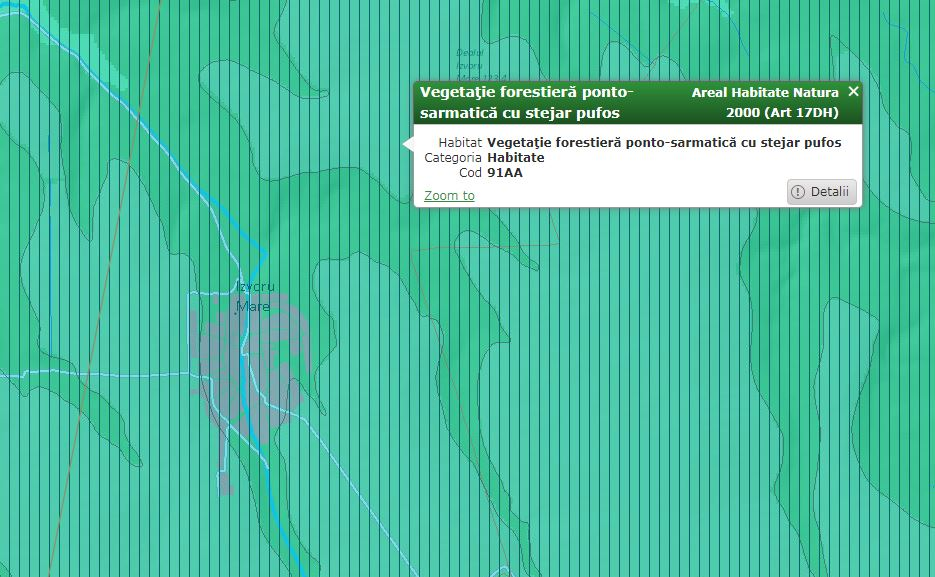 Dealul
Izvoru
Mare 123.4
Vegetaţie forestieră ponto-
sarmatică cu stejar pufos
Areal Habitate Natura
2000 (Art 17DH)
Habitat Vegetaţie forestieră ponto-sarmatică cu stejar pufos
Categoria Habitate
Cod 91AA
Zoom to
Detalii
Izvoru
Mare